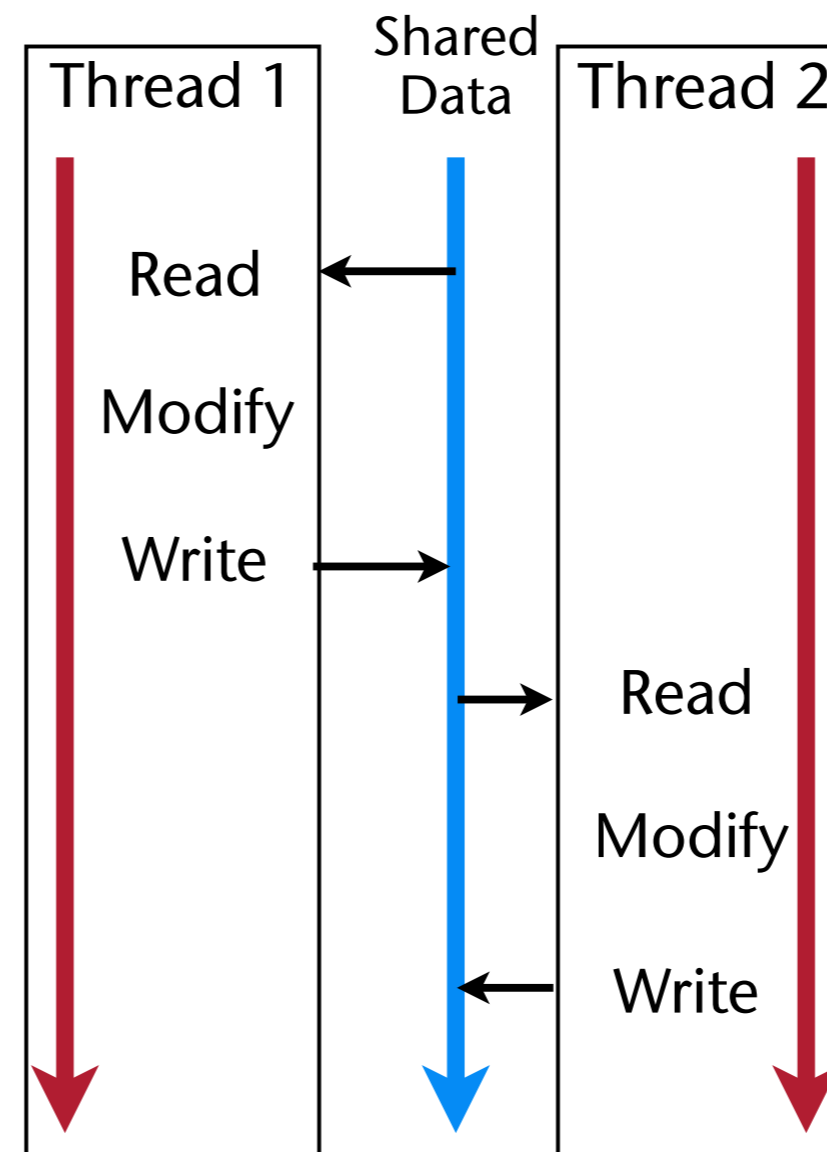 Thread 1
Shared
Data
Thread 2
Read
Modify
Write
Read
Modify
Write